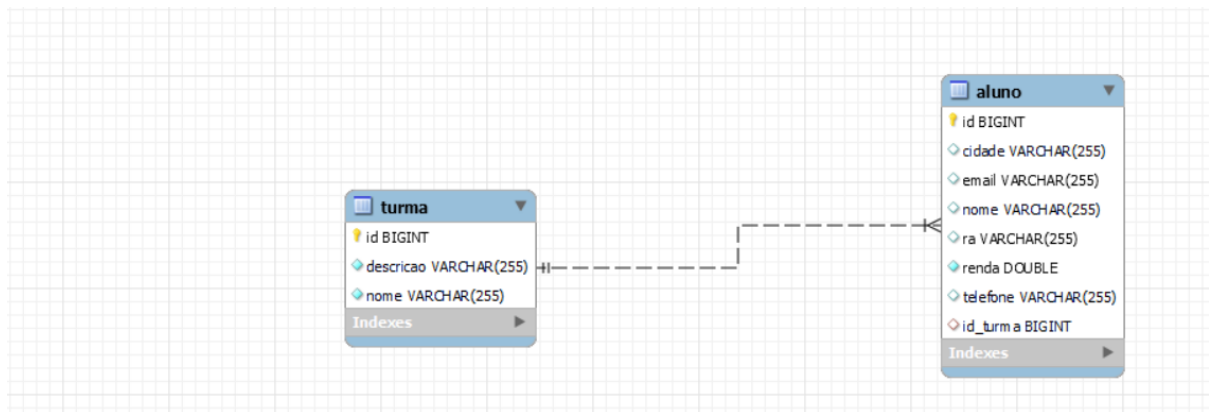 turma
id BIGINT
descricao VARCHAR(255)
nome VARCHAR(255)
Indexes
aluno
id BIGINT
cidade VARCHAR(255)
email VARCHAR(255)
nome VARCHAR(255)
ra VARCHAR(255)
renda DOUBLE
telefone VARCHAR(255)
id_turma BIGINT
Indexes